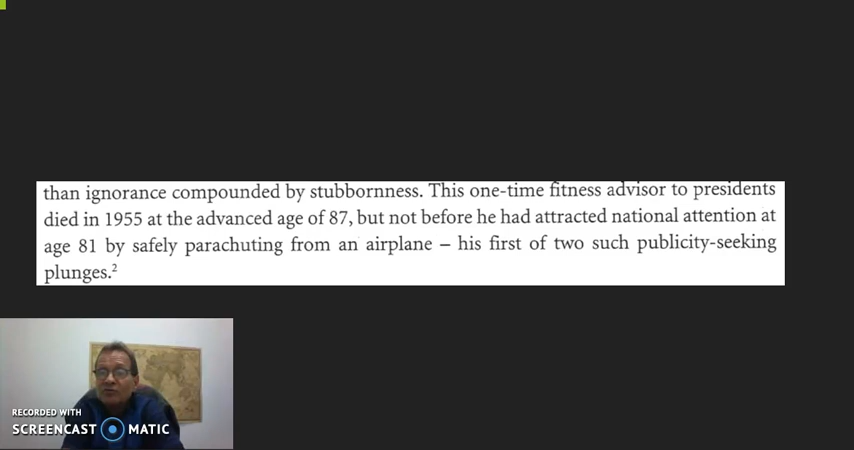 than ignorance compounded by stubbornness. This one-time fitness advisor to presidents
died in 1955 at the advanced age of 87, but not before he had attracted national attention at
age 81 by safely parachuting from an airplane – his first of two such publicity-seeking
plunges.²
RECORDED WITH
SCREENCAST MATIC